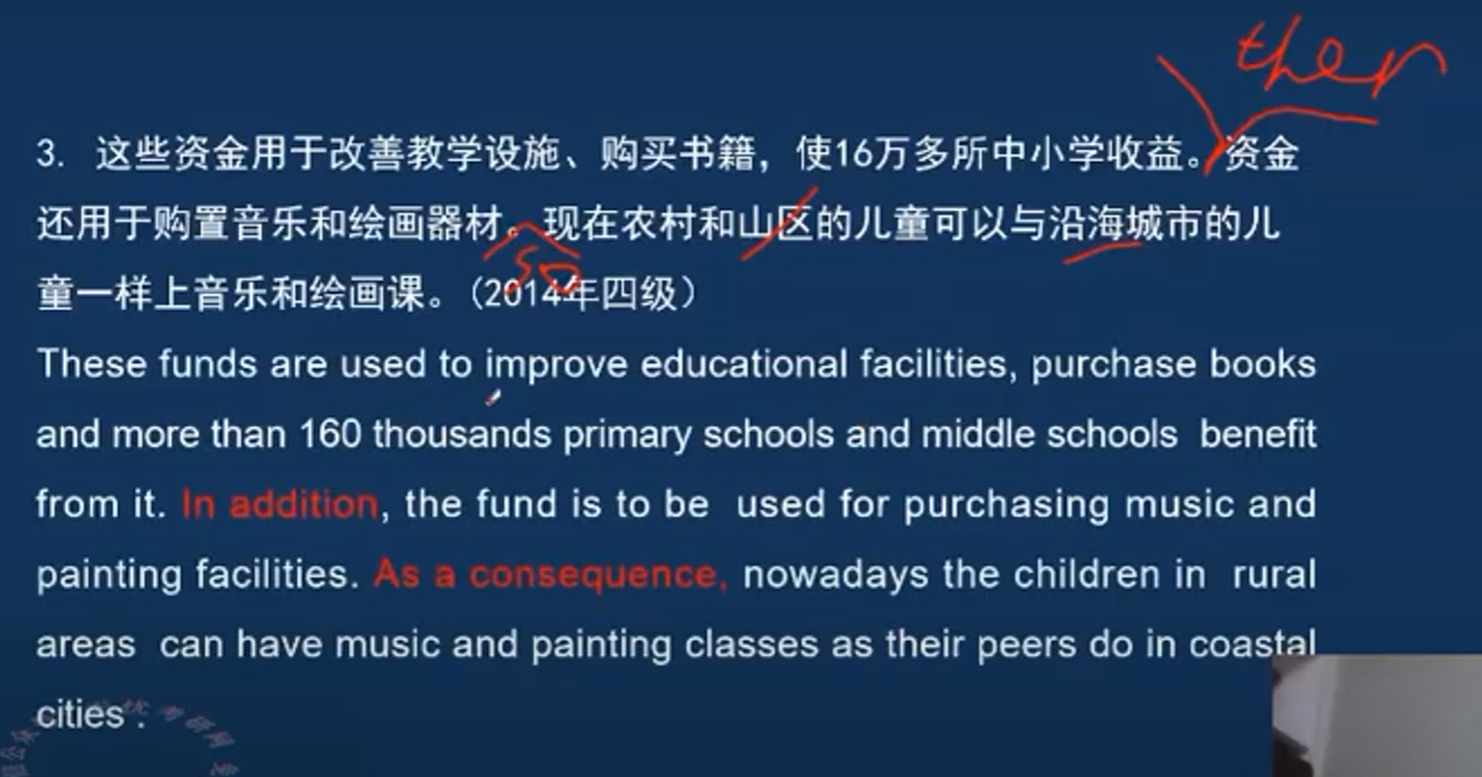 then
3. 这些资金用于改善教学设施、购买书籍，使16万多所中小学收益。资金
还用于购置音乐和绘画器材。现在农村和山区的儿童可以与沿海城市的儿
so
童一样上音乐和绘画课。（2014年四级）
These funds are used to improve educational facilities, purchase books
and more than 160 thousands primary schools and middle schools benefit
from it. In addition, the fund is to be used for purchasing music and
painting facilities. As a consequence, nowadays the children in rural
areas can have music and painting classes as their peers do in coastal
cities .